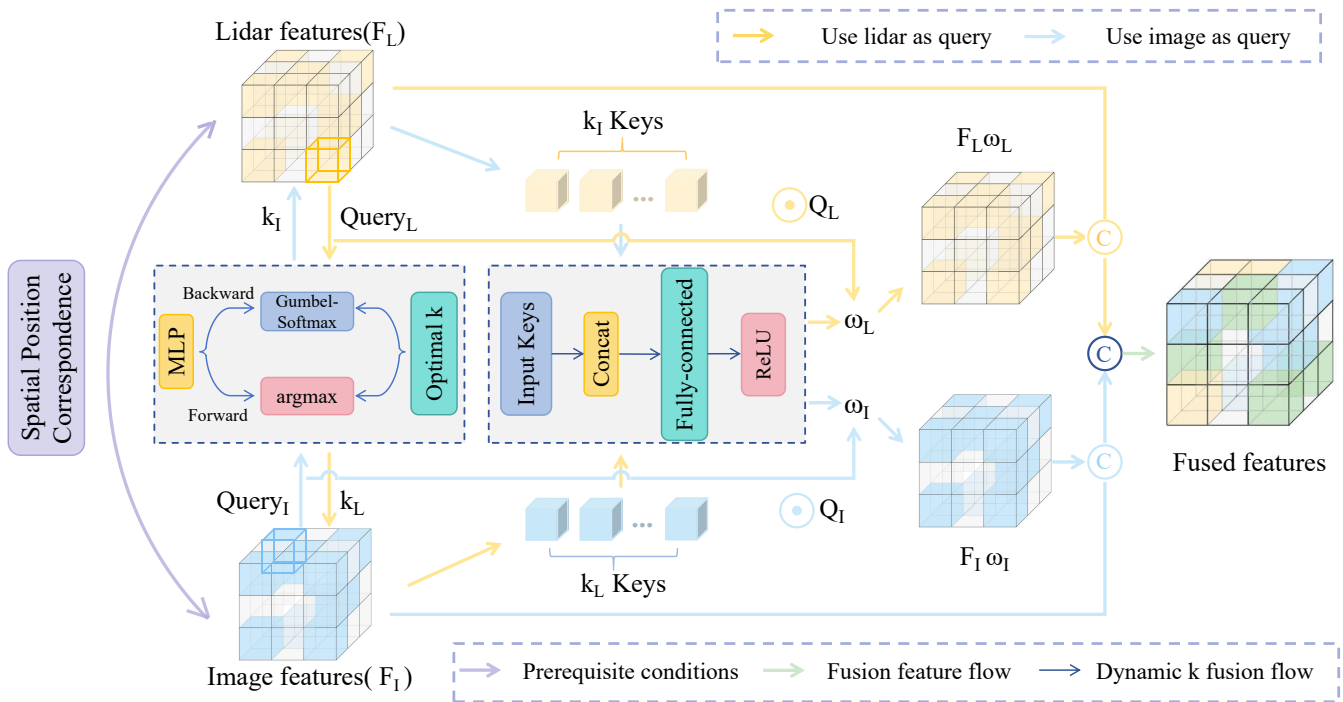 Lidar features(F_L)
Use lidar as query
Use image as query
k_I Keys
F_Lω_L
...
Q_L
k_I
Query_L
C
Spatial Position
Correspondence
MLP
Backward
Gumbel-
Softmax
Forward
argmax
Optimal k
Input Keys
Concat
Fully-connected
ReLU
ω_L
ω_I
C
Fused features
Query_I
k_L
...
Q_I
C
k_L Keys
F_I ω_I
Image features( F_I )
Prerequisite conditions
Fusion feature flow
Dynamic k fusion flow